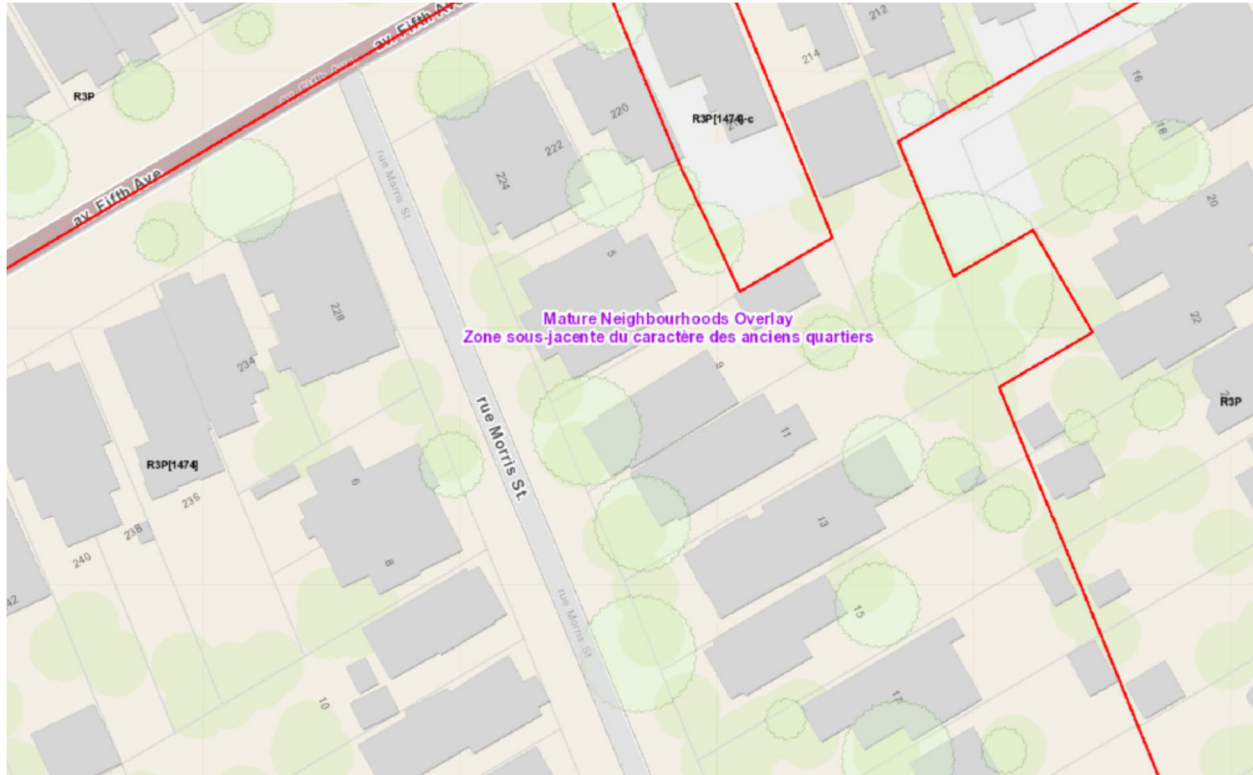 av. Fifth Ave
212
R3P
214
16
220
R3P[1474]-c
18
222
av. Fifth Ave
rue Morris St
224
20
5
228
Mature Neighbourhoods Overlay
Zone sous-jacente du caractère des anciens quartiers
22
234
9
R3P
rue Morris St.
11
R3P[1474]
6
236
13
238
240
8
42
rue Morris St
15
17
10